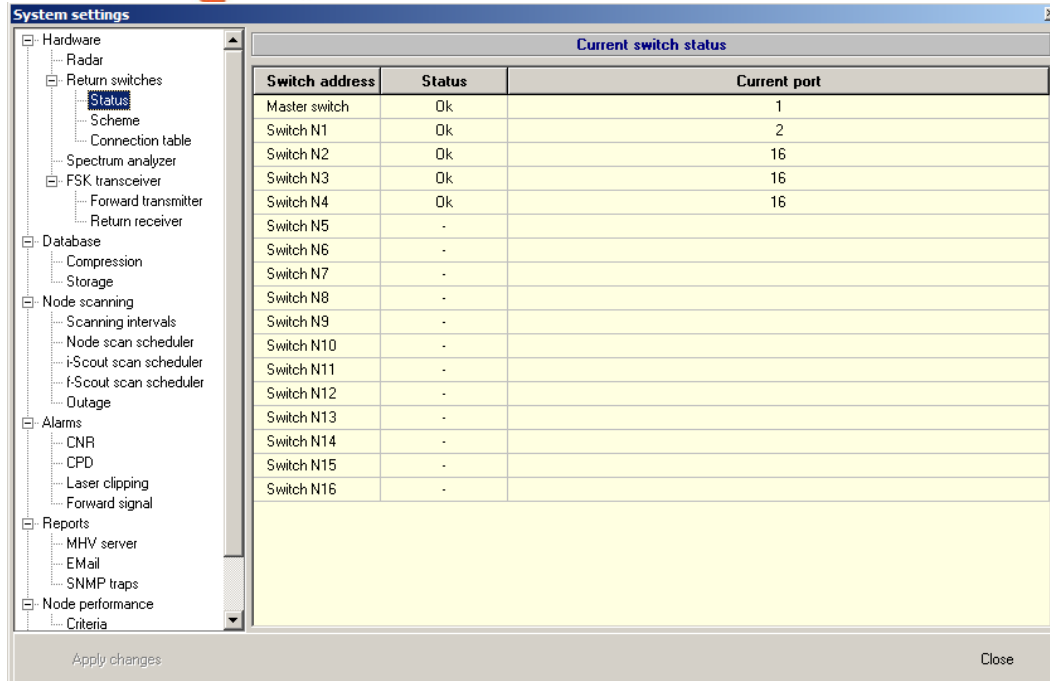 System settings
Hardware
Radar
Return switches
Status
Scheme
Connection table
Spectrum analyzer
FSK transceiver
Forward transmitter
Return receiver
Database
Compression
Storage
Node scanning
Scanning intervals
Node scan scheduler
i-Scout scan scheduler
f-Scout scan scheduler
Outage
Alarms
CNR
CPD
Laser clipping
Forward signal
Reports
MHV server
EMail
SNMP traps
Node performance
Criteria
Current switch status
Switch address Status Current port
Master switch Ok 1
Switch N1 Ok 2
Switch N2 Ok 16
Switch N3 Ok 16
Switch N4 Ok 16
Switch N5 -
Switch N6 -
Switch N7 -
Switch N8 -
Switch N9 -
Switch N10 -
Switch N11 -
Switch N12 -
Switch N13 -
Switch N14 -
Switch N15 -
Switch N16 -
Apply changes Close